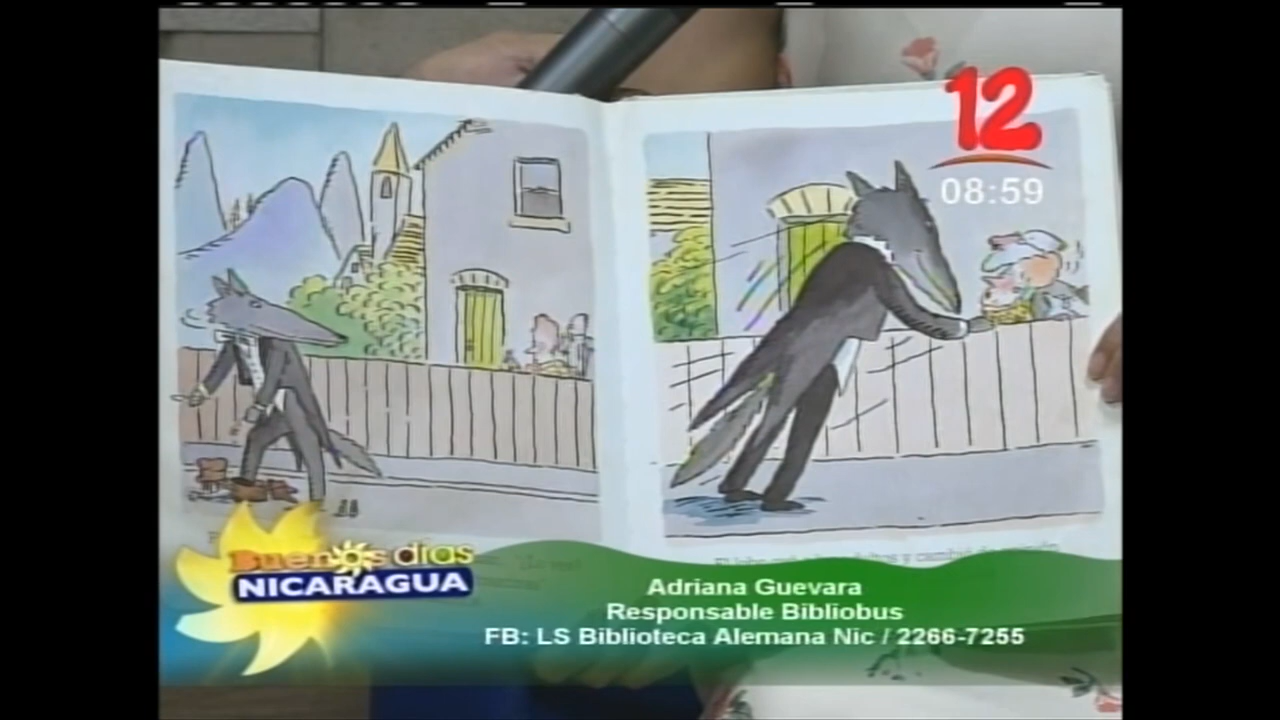 12
08:59
Buenos días
NICARAGUA
Adriana Guevara
Responsable Bibliobus
FB: LS Biblioteca Alemana Nic / 2266-7255